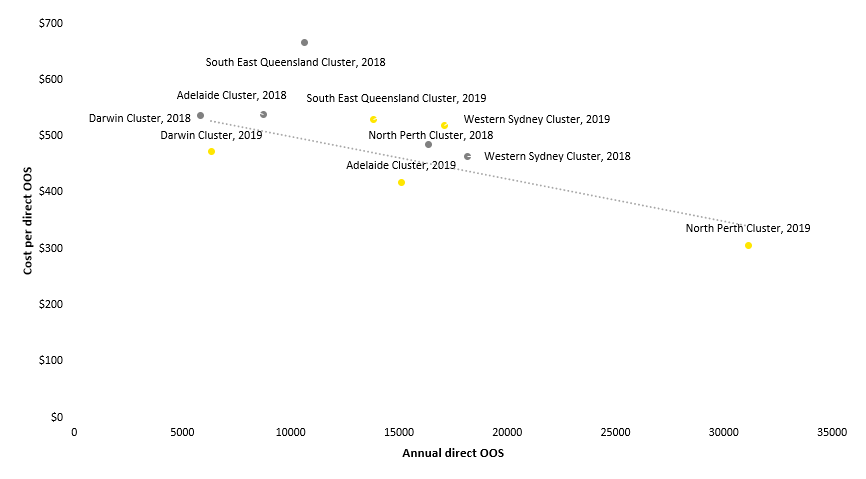 $700
South East Queensland Cluster, 2018
$600
Adelaide Cluster, 2018
South East Queensland Cluster, 2019
Darwin Cluster, 2018
Western Sydney Cluster, 2019
$500
Darwin Cluster, 2019
North Perth Cluster, 2018
Western Sydney Cluster, 2018
Adelaide Cluster, 2019
$400
North Perth Cluster, 2019
$300
$200
$100
$0
Cost per direct OOS
0 5000 10000 15000 20000 25000 30000 35000
Annual direct OOS